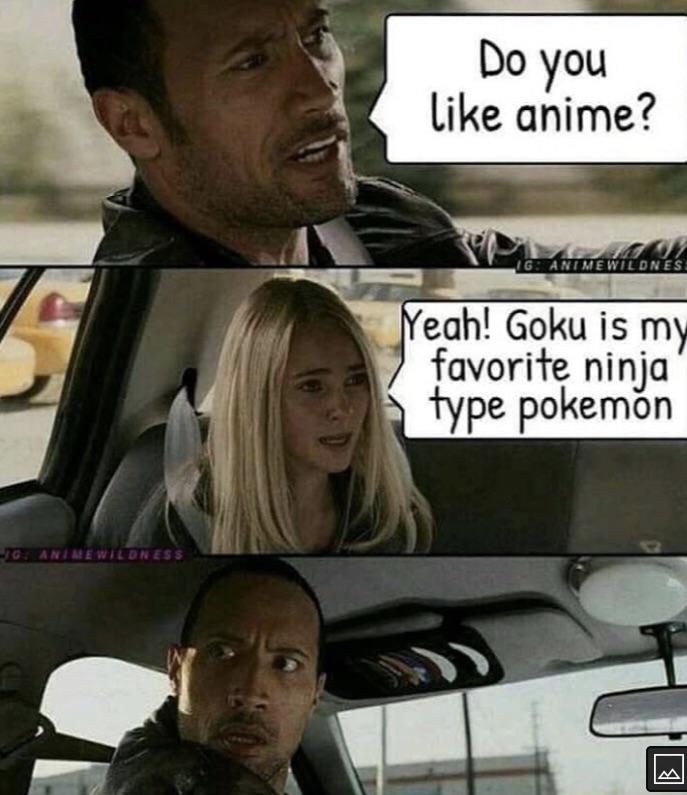 Do you
like anime?
IG: ANIMEWILDNESS
Yeah! Goku is my
favorite ninja
type pokemon
IG: ANIMEWILDNESS